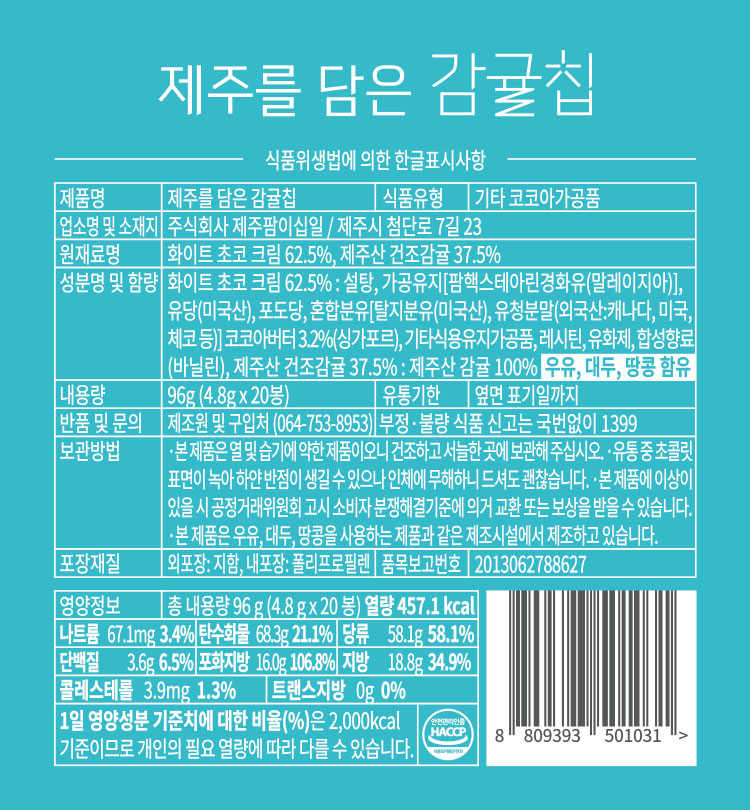 제주를 담은 감귤칩
식품위생법에 의한 한글표시사항
제품명 제주를 담은 감귤칩 식품유형 기타 코코아가공품
업소명 및 소재지 주식회사 제주팜이십일 / 제주시 첨단로 7길 23
원재료명 화이트 초코 크림 62.5%, 제주산 건조감귤 37.5%
성분명 및 함량 화이트 초코 크림 62.5% : 설탕, 가공유지[팜핵스테아린경화유(말레이지아)],
유당(미국산), 포도당, 혼합분유[탈지분유(미국산), 유청분말(외국산:캐나다, 미국,
체코 등)] 코코아버터 3.2%(싱가포르), 기타식용유지가공품, 레시틴, 유화제, 합성향료
(바닐린), 제주산 건조감귤 37.5% : 제주산 감귤 100% 우유, 대두, 땅콩 함유
내용량 96g (4.8g x 20봉) 유통기한 옆면 표기일까지
반품 및 문의 제조원 및 구입처 (064-753-8953) 부정·불량 식품 신고는 국번없이 1399
보관방법 ·본 제품은 열 및 습기에 약한 제품이오니 건조하고 서늘한 곳에 보관해 주십시오. ·유통 중 초콜릿
표면이 녹아 하얀 반점이 생길 수 있으나 인체에 무해하니 드셔도 괜찮습니다. ·본 제품에 이상이
있을 시 공정거래위원회 고시 소비자 분쟁해결기준에 의거 교환 또는 보상을 받을 수 있습니다.
·본 제품은 우유, 대두, 땅콩을 사용하는 제품과 같은 제조시설에서 제조하고 있습니다.
포장재질 외포장: 지함, 내포장: 폴리프로필렌 품목보고번호 2013062788627
영양정보 총 내용량 96 g (4.8 g x 20 봉) 열량 457.1 kcal
나트륨 67.1mg 3.4% 탄수화물 68.3g 21.1% 당류 58.1g 58.1%
단백질 3.6g 6.5% 포화지방 16.0g 106.8% 지방 18.8g 34.9%
콜레스테롤 3.9mg 1.3% 트랜스지방 0g 0%
1일 영양성분 기준치에 대한 비율(%)은 2,000kcal
기준이므로 개인의 필요 열량에 따라 다를 수 있습니다.
안전관리인증
HACCP
식품의약품안전처
8 809393 501031 >